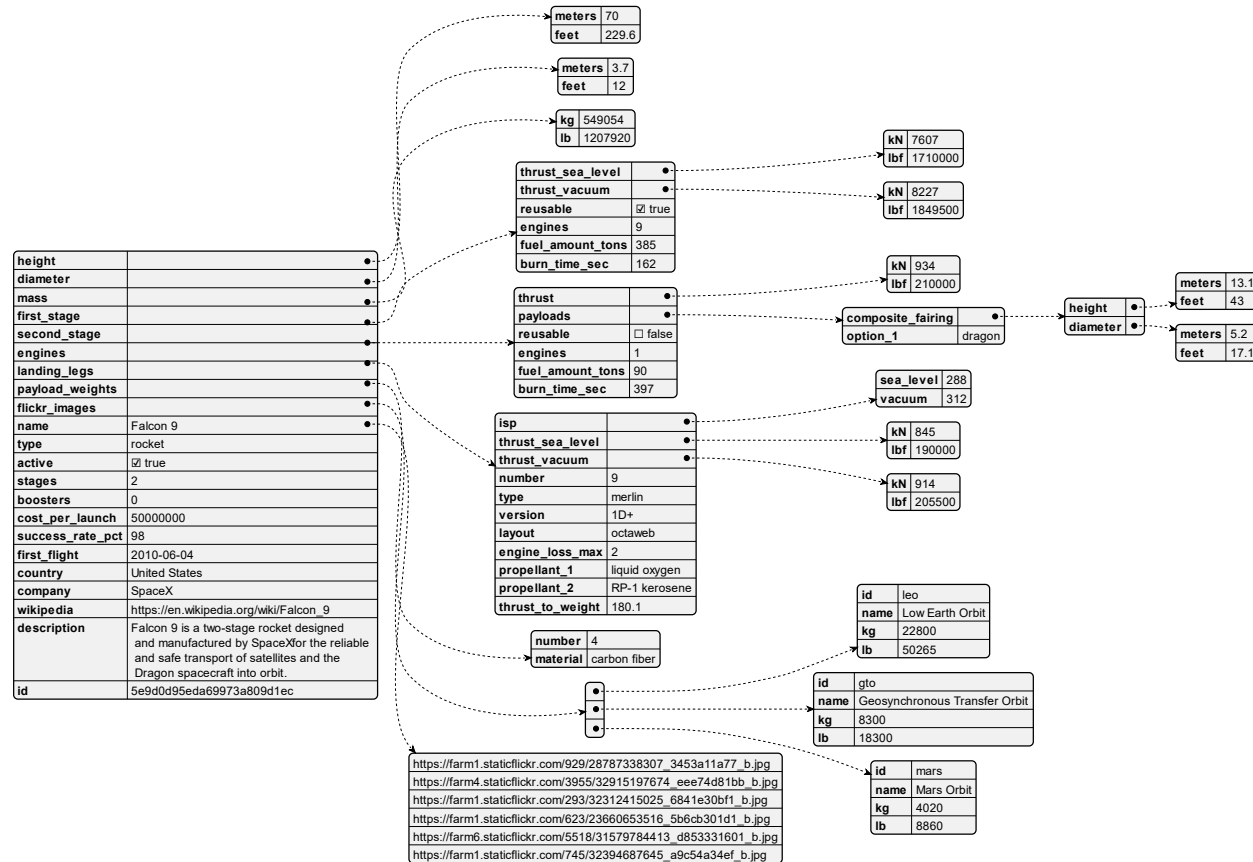 meters 70
feet 229.6
meters 3.7
feet 12
kg 549054
lb 1207920
kN 7607
lbf 1710000
thrust_sea_level
thrust_vacuum
reusable ☑ true
engines 9
fuel_amount_tons 385
burn_time_sec 162
kN 8227
lbf 1849500
height
diameter
mass
first_stage
second_stage
engines
landing_legs
payload_weights
flickr_images
name Falcon 9
type rocket
active ☑ true
stages 2
boosters 0
cost_per_launch 50000000
success_rate_pct 98
first_flight 2010-06-04
country United States
company SpaceX
wikipedia https://en.wikipedia.org/wiki/Falcon_9
description Falcon 9 is a two-stage rocket designed
and manufactured by SpaceXfor the reliable
and safe transport of satellites and the
Dragon spacecraft into orbit.
id 5e9d0d95eda69973a809d1ec
kN 934
lbf 210000
thrust
payloads
reusable ☐ false
engines 1
fuel_amount_tons 90
burn_time_sec 397
composite_fairing
option_1 dragon
height
diameter
meters 13.1
feet 43
meters 5.2
feet 17.1
sea_level 288
vacuum 312
isp
thrust_sea_level
thrust_vacuum
number 9
type merlin
version 1D+
layout octaweb
engine_loss_max 2
propellant_1 liquid oxygen
propellant_2 RP-1 kerosene
thrust_to_weight 180.1
kN 845
lbf 190000
kN 914
lbf 205500
number 4
material carbon fiber
id leo
name Low Earth Orbit
kg 22800
lb 50265
id gto
name Geosynchronous Transfer Orbit
kg 8300
lb 18300
id mars
name Mars Orbit
kg 4020
lb 8860
https://farm1.staticflickr.com/929/28787338307_3453a11a77_b.jpg
https://farm4.staticflickr.com/3955/32915197674_eee74d81bb_b.jpg
https://farm1.staticflickr.com/293/32312415025_6841e30bf1_b.jpg
https://farm1.staticflickr.com/623/23660653516_5b6cb301d1_b.jpg
https://farm6.staticflickr.com/5518/31579784413_d853331601_b.jpg
https://farm1.staticflickr.com/745/32394687645_a9c54a34ef_b.jpg